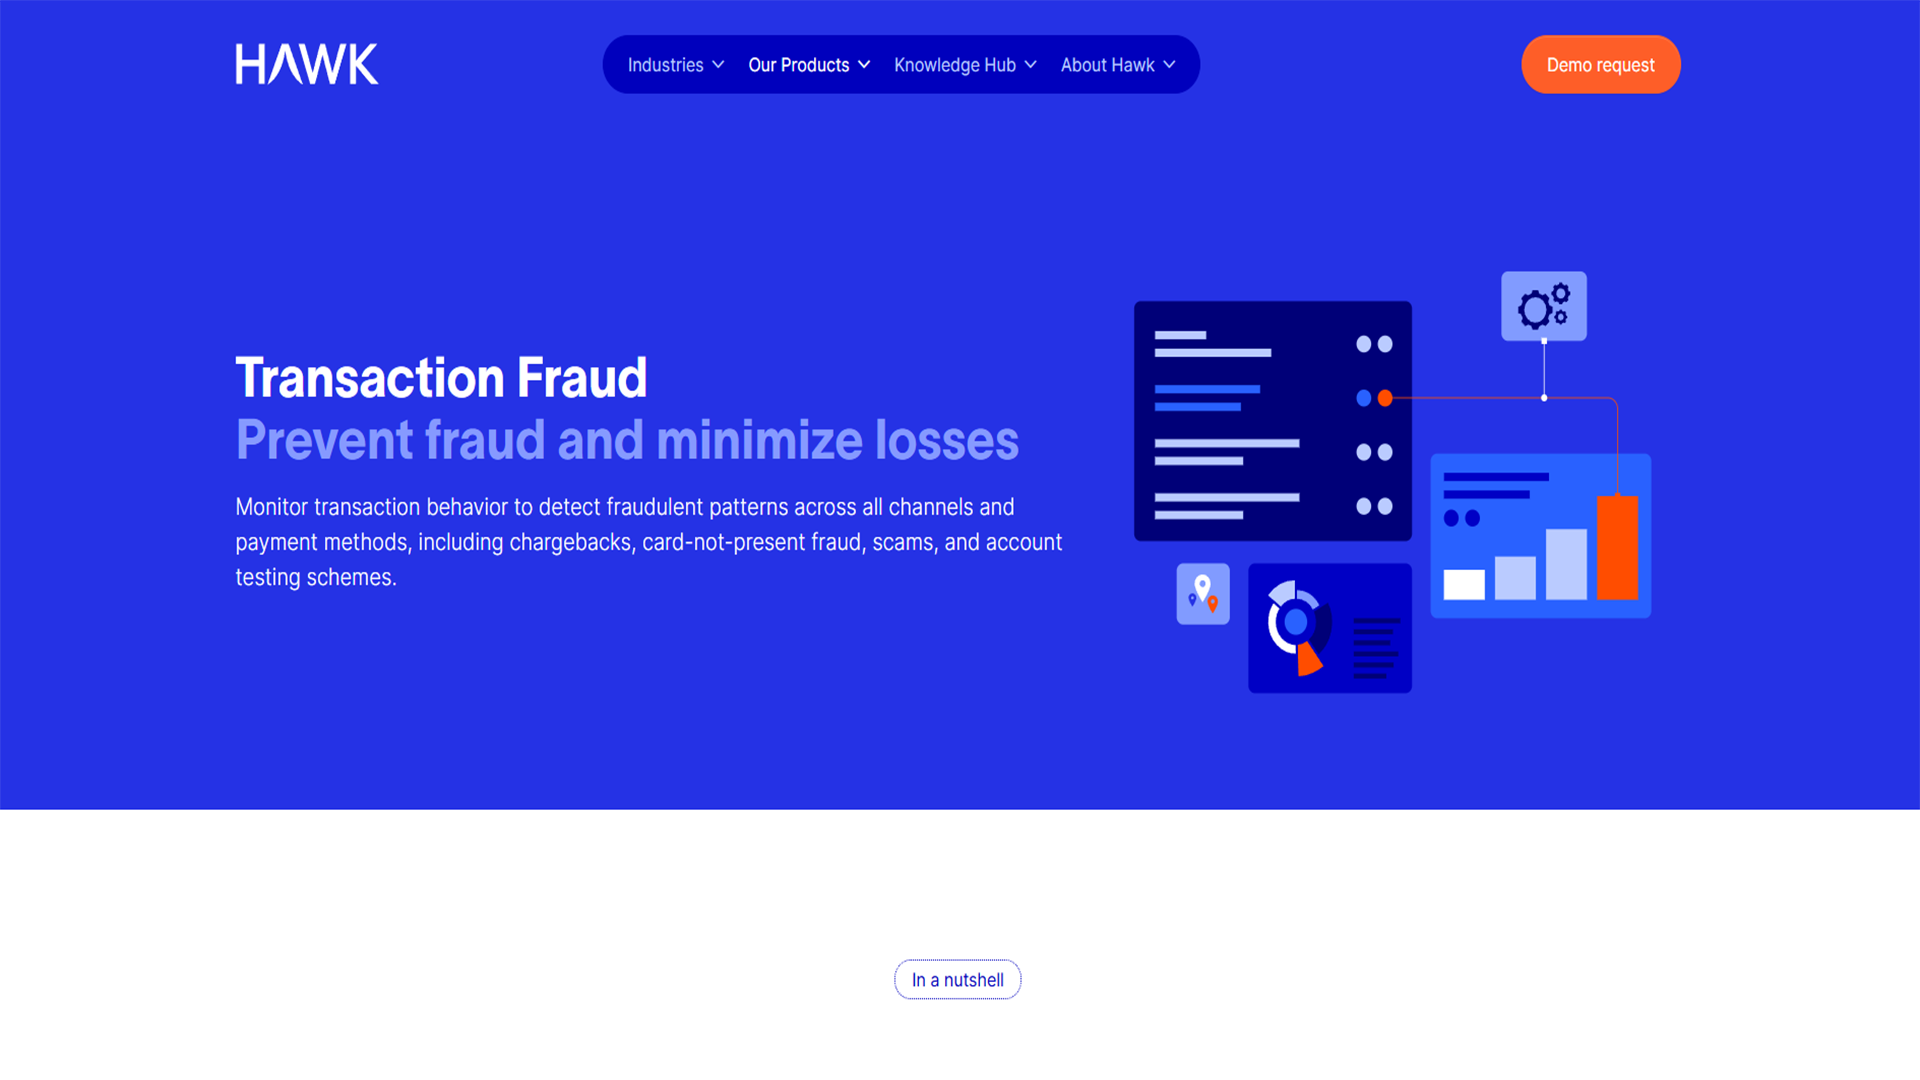 HAWK
Industries
Our Products
Knowledge Hub
About Hawk
Demo request
Transaction Fraud
Prevent fraud and minimize losses
Monitor transaction behavior to detect fraudulent patterns across all channels and
payment methods, including chargebacks, card-not-present fraud, scams, and account
testing schemes.
In a nutshell